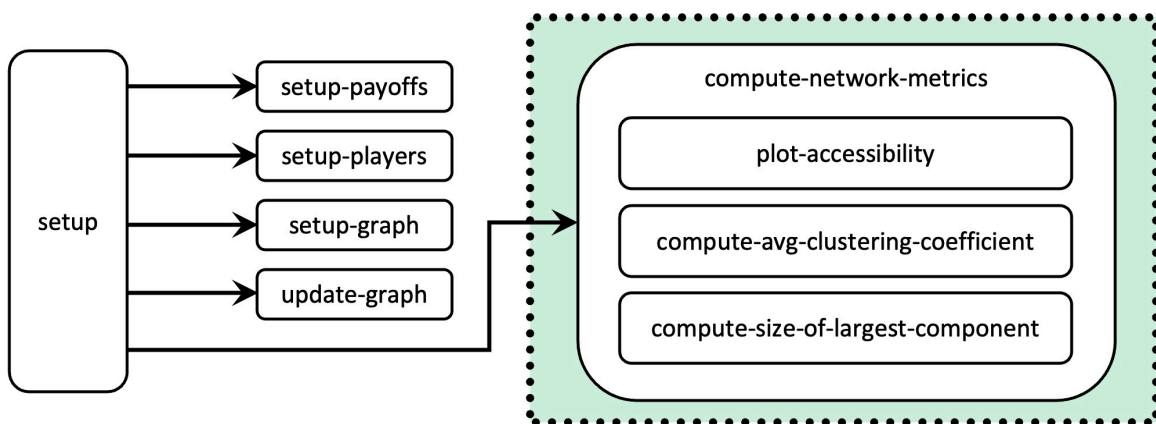 setup
setup-payoffs
setup-players
setup-graph
update-graph
compute-network-metrics
plot-accessibility
compute-avg-clustering-coefficient
compute-size-of-largest-component